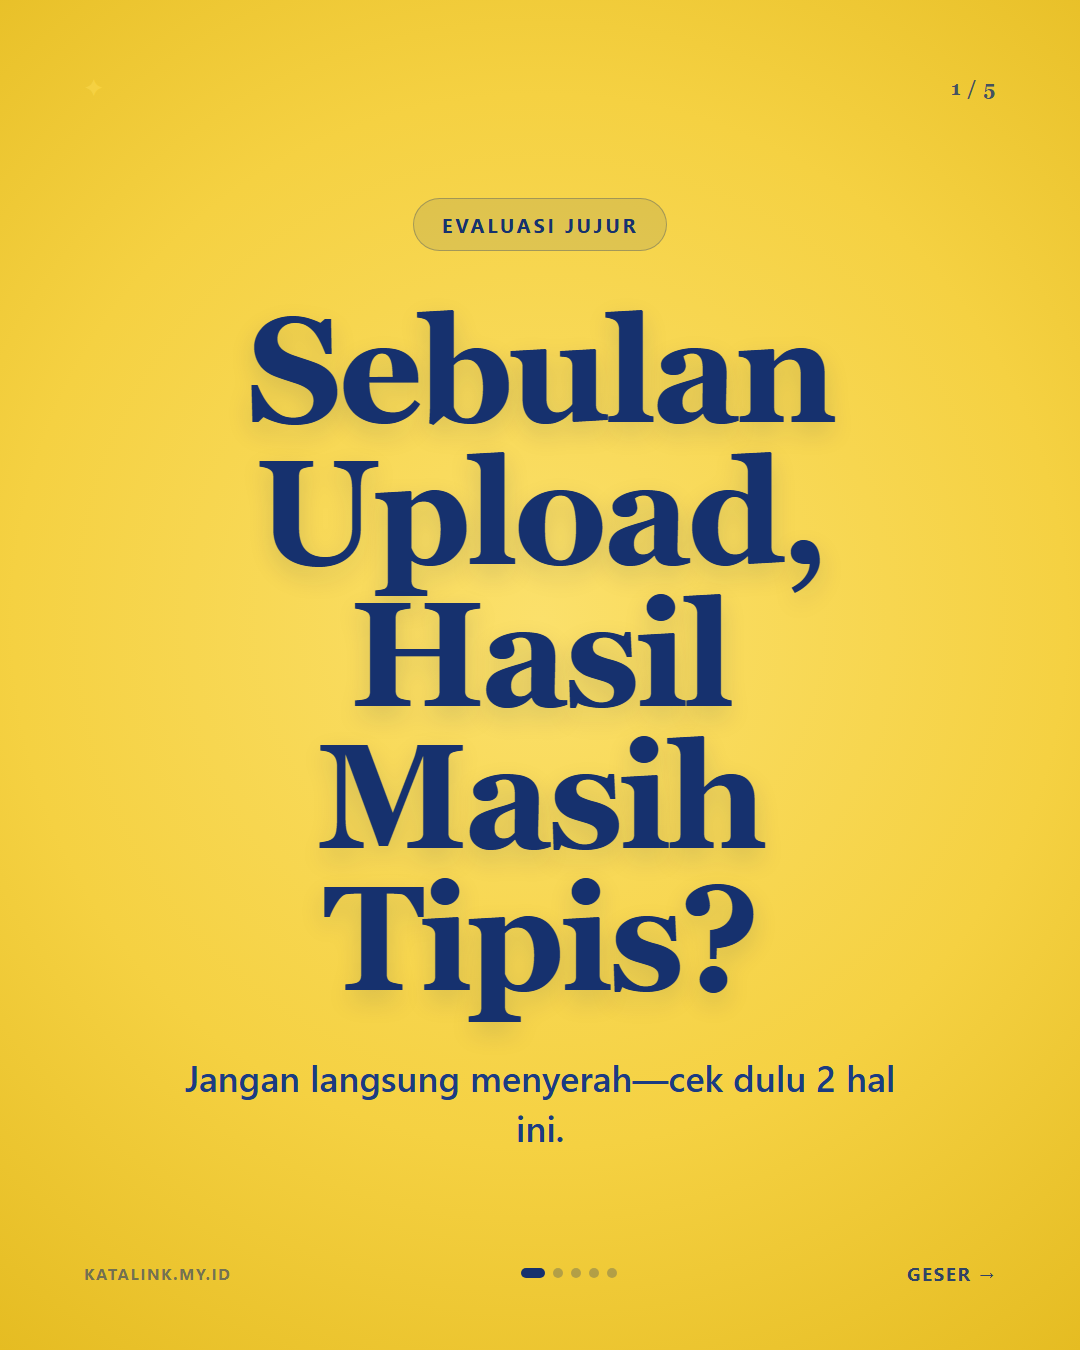 1 / 5
EVALUASI JUJUR
Sebulan
Upload,
Hasil
Masih
Tipis?
Jangan langsung menyerah—cek dulu 2 hal
ini.
KATALINK.MY.ID
GESER →